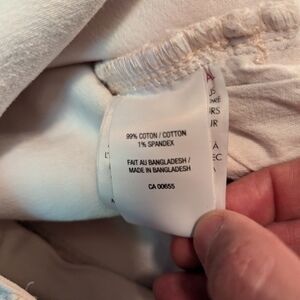 99% COTON / COTTON
1% SPANDEX
FAIT AU BANGLADESH /
MADE IN BANGLADESH
CA 00655